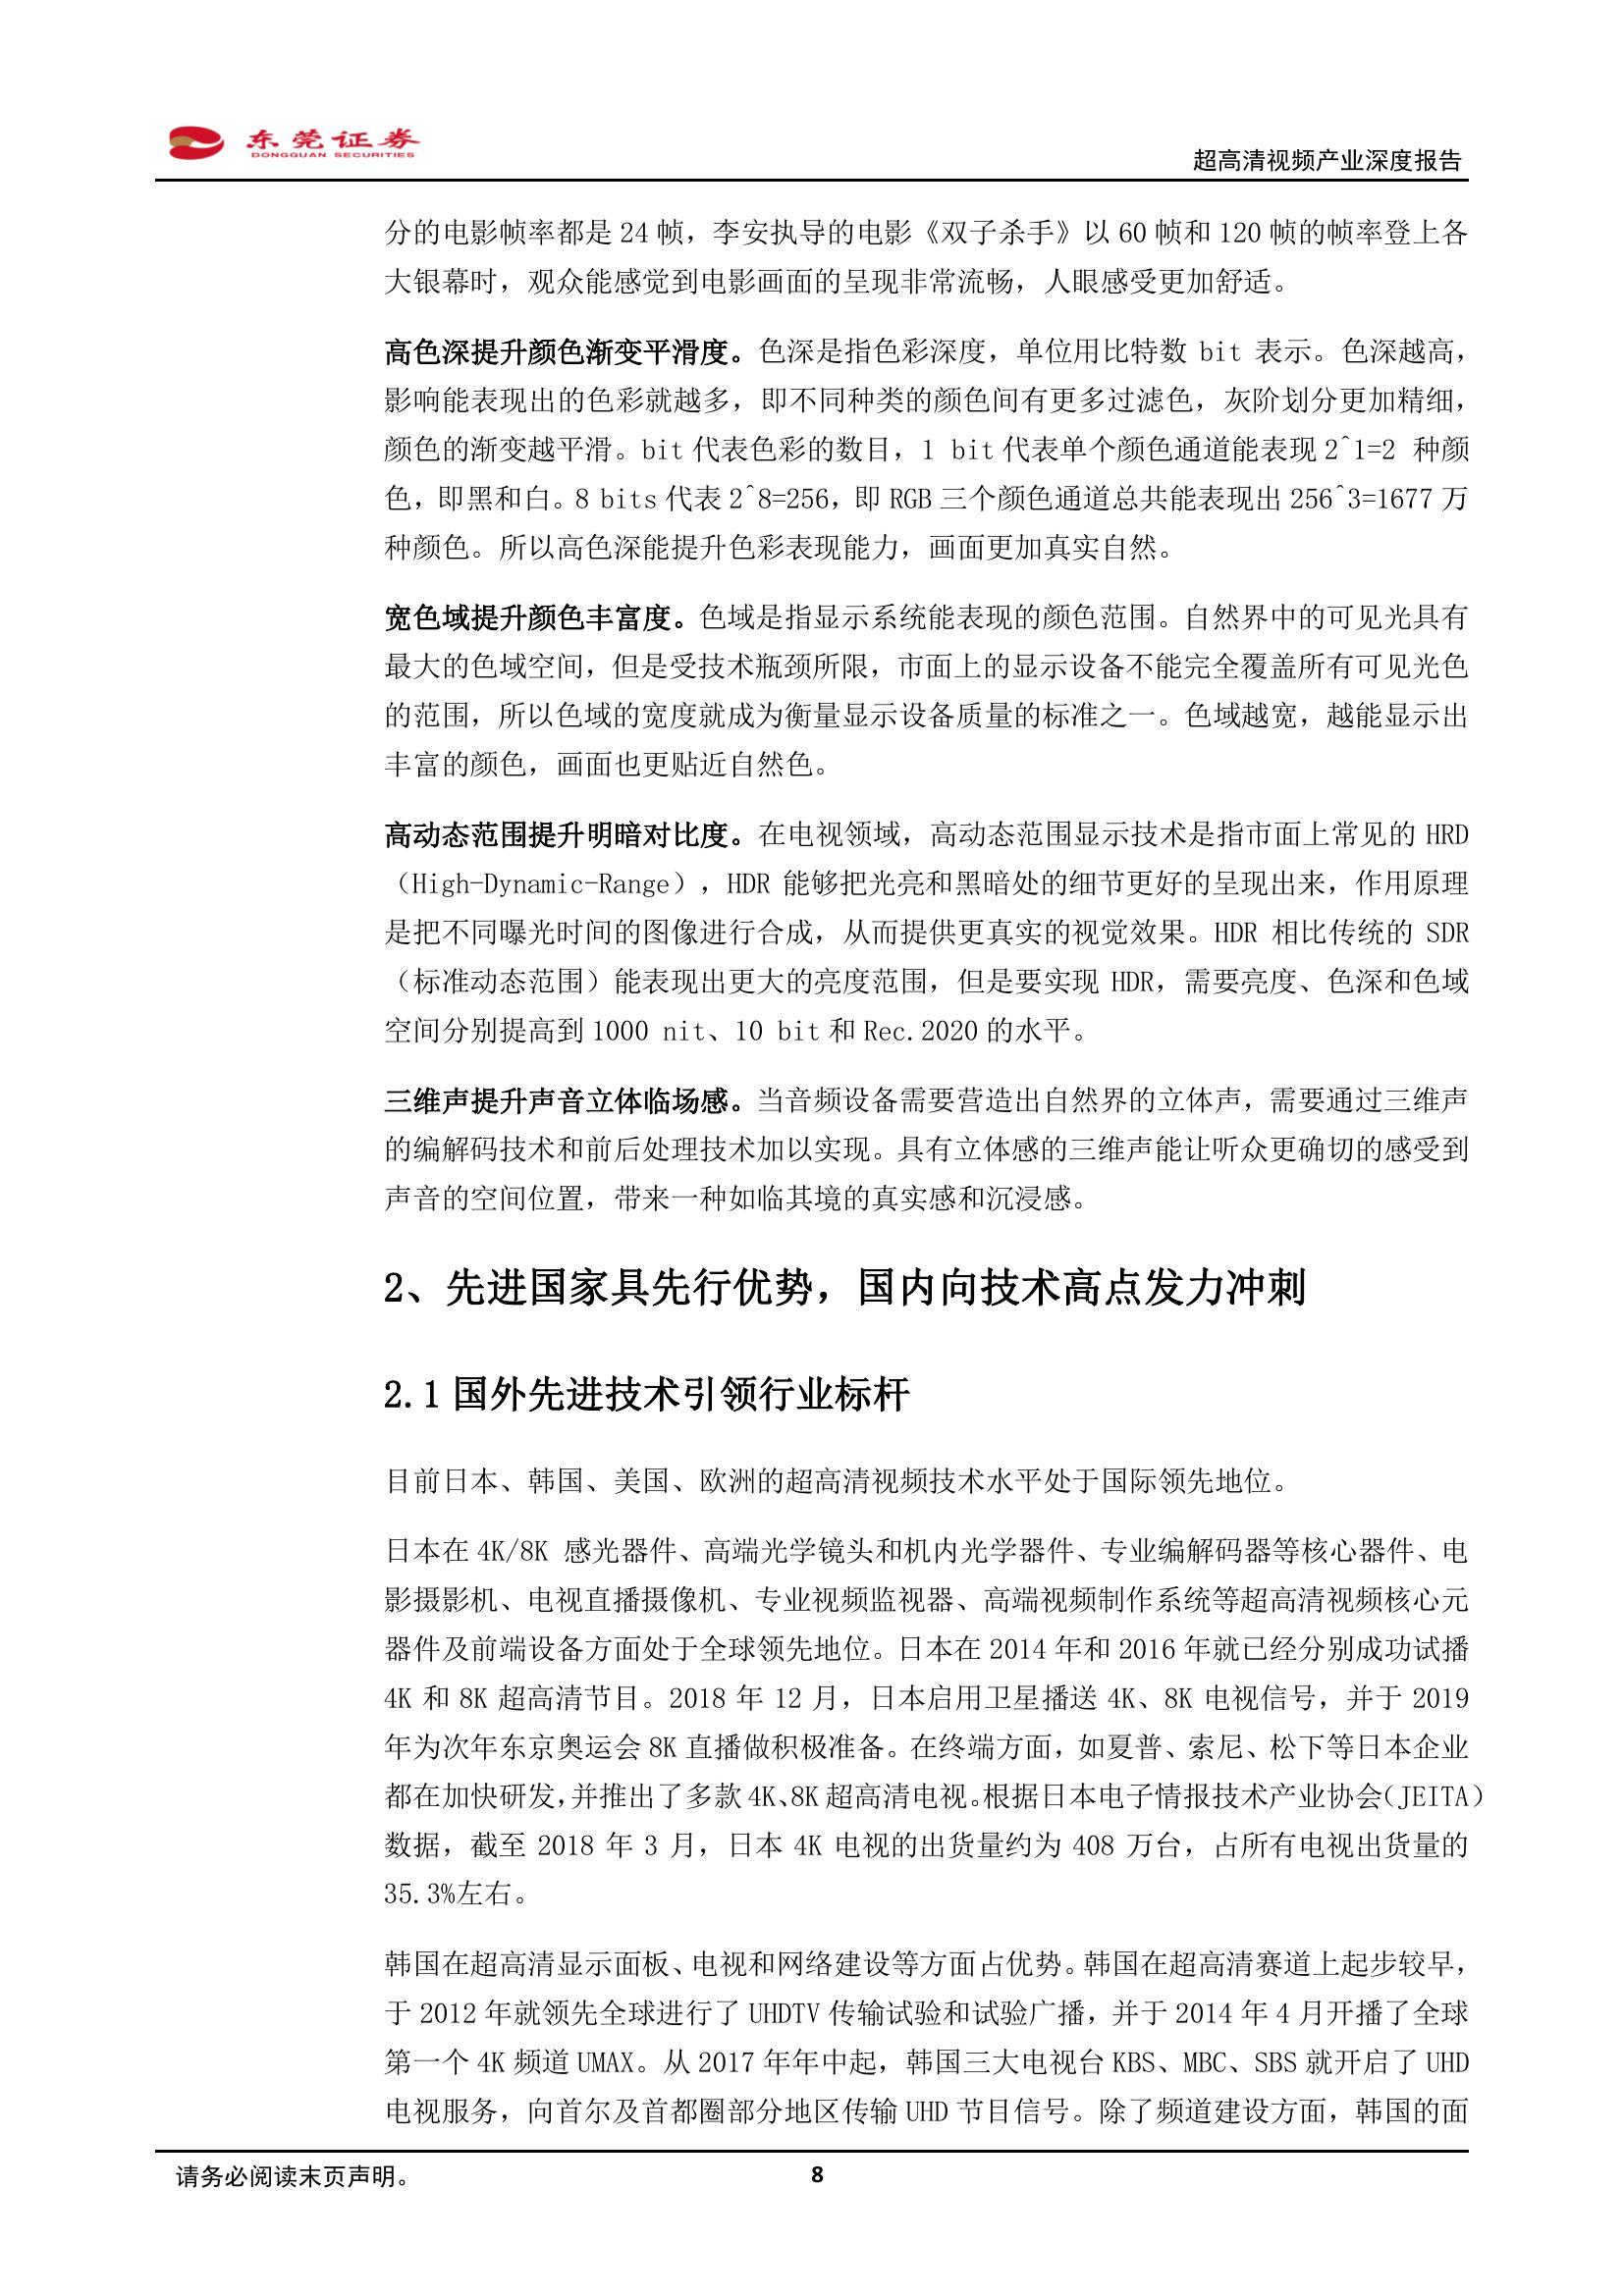 东莞证券
DONGGUAN SECURITIES
超高清视频产业深度报告
分的电影帧率都是 24 帧，李安执导的电影《双子杀手》以 60 帧和 120 帧的帧率登上各
大银幕时，观众能感觉到电影画面的呈现非常流畅，人眼感受更加舒适。
高色深提升颜色渐变平滑度。色深是指色彩深度，单位用比特数 bit 表示。色深越高，
影响能表现出的色彩就越多，即不同种类的颜色间有更多过滤色，灰阶划分更加精细，
颜色的渐变越平滑。bit 代表色彩的数目，1 bit 代表单个颜色通道能表现 2^1=2 种颜
色，即黑和白。8 bits 代表 2^8=256，即 RGB 三个颜色通道总共能表现出 256^3=1677 万
种颜色。所以高色深能提升色彩表现能力，画面更加真实自然。
宽色域提升颜色丰富度。色域是指显示系统能表现的颜色范围。自然界中的可见光具有
最大的色域空间，但是受技术瓶颈所限，市面上的显示设备不能完全覆盖所有可见光色
的范围，所以色域的宽度就成为衡量显示设备质量的标准之一。色域越宽，越能显示出
丰富的颜色，画面也更贴近自然色。
高动态范围提升明暗对比度。在电视领域，高动态范围显示技术是指市面上常见的 HRD
（High-Dynamic-Range），HDR 能够把光亮和黑暗处的细节更好的呈现出来，作用原理
是把不同曝光时间的图像进行合成，从而提供更真实的视觉效果。HDR 相比传统的 SDR
（标准动态范围）能表现出更大的亮度范围，但是要实现 HDR，需要亮度、色深和色域
空间分别提高到 1000 nit、10 bit 和 Rec.2020 的水平。
三维声提升声音立体临场感。当音频设备需要营造出自然界的立体声，需要通过三维声
的编解码技术和前后处理技术加以实现。具有立体感的三维声能让听众更确切的感受到
声音的空间位置，带来一种如临其境的真实感和沉浸感。
2、先进国家具先行优势，国内向技术高点发力冲刺
2.1 国外先进技术引领行业标杆
目前日本、韩国、美国、欧洲的超高清视频技术水平处于国际领先地位。
日本在 4K/8K 感光器件、高端光学镜头和机内光学器件、专业编解码器等核心器件、电
影摄影机、电视直播摄像机、专业视频监视器、高端视频制作系统等超高清视频核心元
器件及前端设备方面处于全球领先地位。日本在 2014 年和 2016 年就已经分别成功试播
4K 和 8K 超高清节目。2018 年 12 月，日本启用卫星播送 4K、8K 电视信号，并于 2019
年为次年东京奥运会 8K 直播做积极准备。在终端方面，如夏普、索尼、松下等日本企业
都在加快研发，并推出了多款 4K、8K 超高清电视。根据日本电子情报技术产业协会（JEITA）
数据，截至 2018 年 3 月，日本 4K 电视的出货量约为 408 万台，占所有电视出货量的
35.3%左右。
韩国在超高清显示面板、电视和网络建设等方面占优势。韩国在超高清赛道上起步较早，
于 2012 年就领先全球进行了 UHDTV 传输试验和试验广播，并于 2014 年 4 月开播了全球
第一个 4K 频道 UMAX。从 2017 年年中起，韩国三大电视台 KBS、MBC、SBS 就开启了 UHD
电视服务，向首尔及首都圈部分地区传输 UHD 节目信号。除了频道建设方面，韩国的面
请务必阅读末页声明。
8